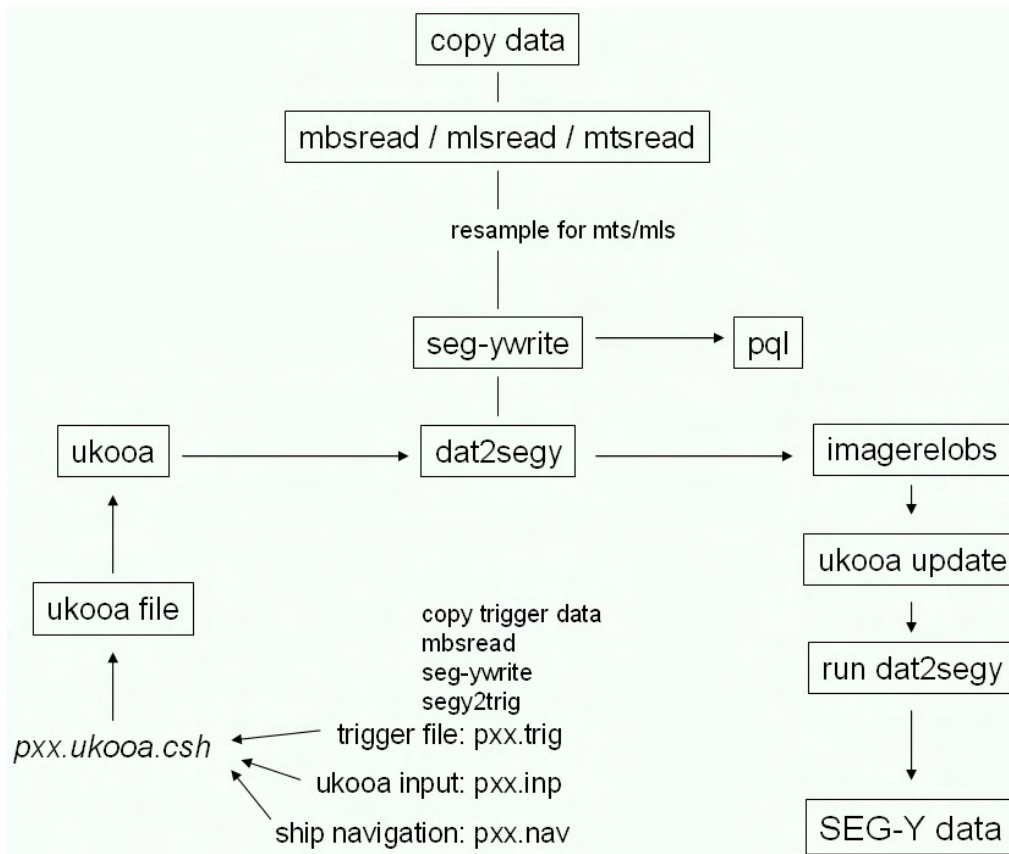 copy data
mbsread / mlsread / mtsread
resample for mts/mls
seg-ywrite
pql
ukooa
dat2segy
imagerelobs
ukooa update
ukooa file
copy trigger data
mbsread
seg-ywrite
segy2trig
run dat2segy
trigger file: pxx.trig
pxx.ukooa.csh
ukooa input: pxx.inp
ship navigation: pxx.nav
SEG-Y data